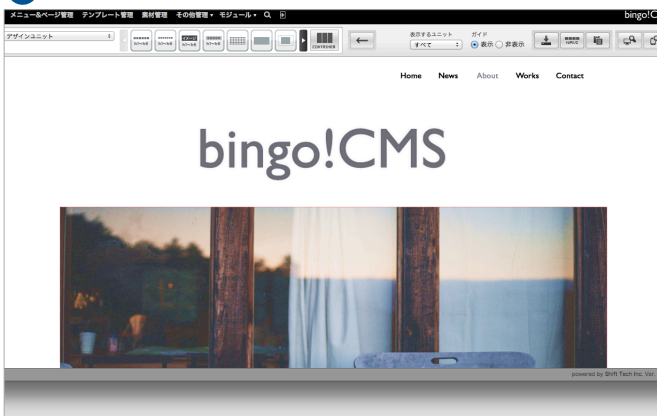 メニュー&ページ管理 テンプレート管理 素材管理 その他管理▾ モジュール▾
bingo!C
デザインユニット
表示するユニット ガイド
CONTAINER
すべて 表示 非表示
Home News About Works Contact
bingo!CMS
powered by Shift Tech Inc. Ver.